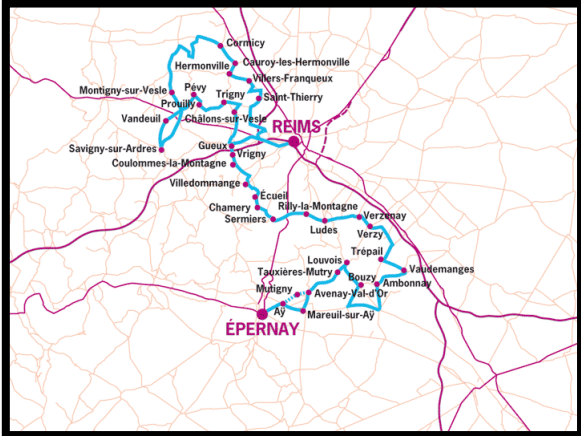 Cormicy
Cauroy-les-Hermonville
Hermonville
Villers-Franqueux
Montigny-sur-Vesle
Pévy
Trigny
Saint-Thierry
Prouilly
Vandeuil
Châlons-sur-Vesle
REIMS
Savigny-sur-Ardres
Gueux
Vrigny
Coulommes-la-Montagne
Villedommange
Écueil
Chamery
Rilly-la-Montagne
Sermiers
Verzenay
Ludes
Verzy
Trépail
Louvois
Vaudemanges
Tauxières-Mutry
Bouzy
Ambonnay
Mutigny
Avenay-Val-d'Or
Aÿ
Mareuil-sur-Aÿ
ÉPERNAY